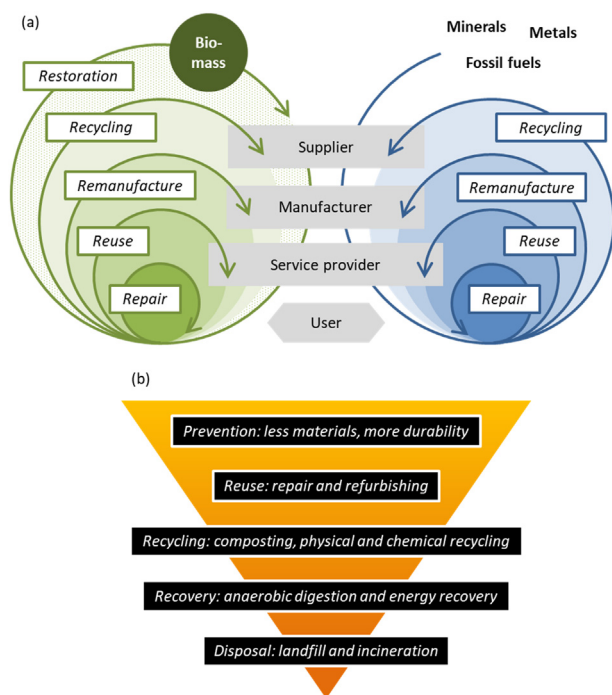 (a)
Bio-
mass
Minerals
Metals
Fossil fuels
Restoration
Recycling
Supplier
Recycling
Remanufacture
Manufacturer
Remanufacture
Reuse
Service provider
Reuse
Repair
User
Repair
(b)
Prevention: less materials, more durability
Reuse: repair and refurbishing
Recycling: composting, physical and chemical recycling
Recovery: anaerobic digestion and energy recovery
Disposal: landfill and incineration